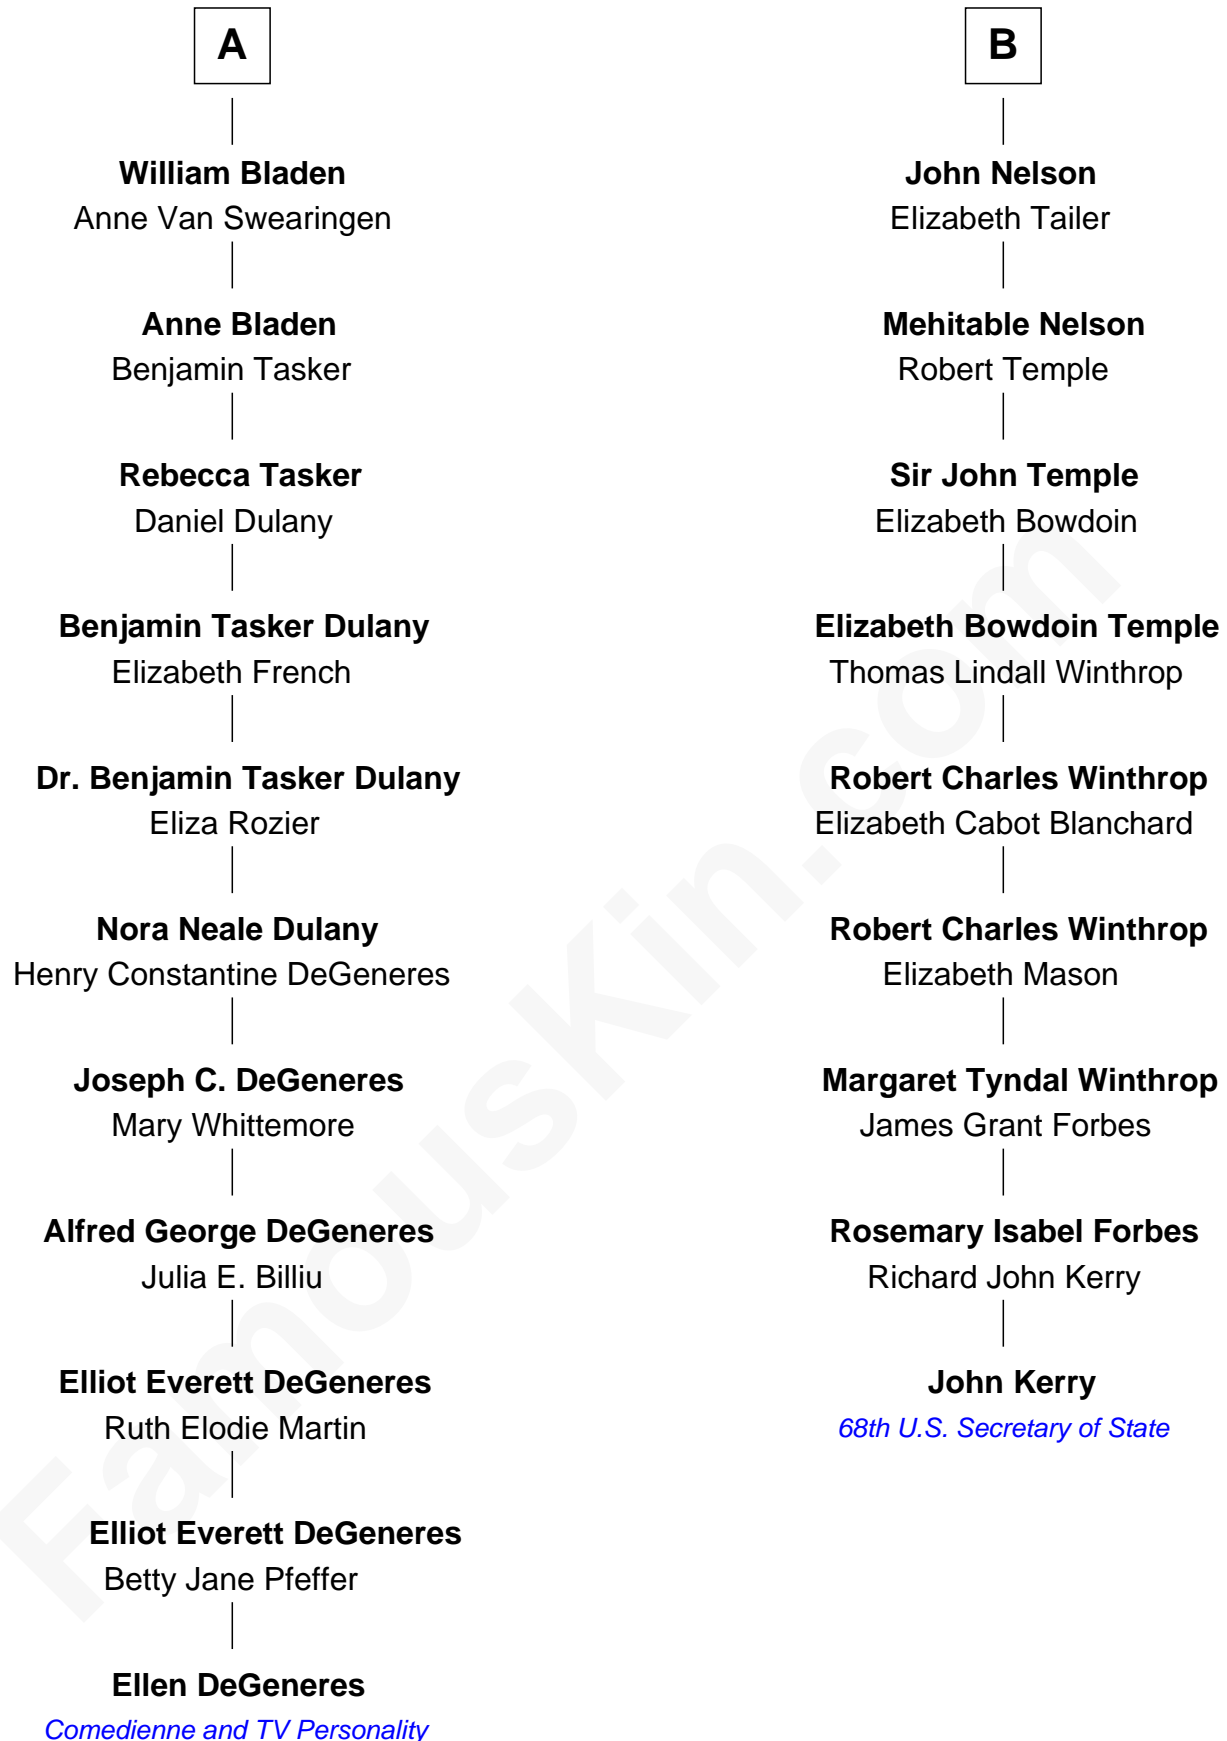 A
William Bladen
Anne Van Swearingen
Anne Bladen
Benjamin Tasker
Rebecca Tasker
Daniel Dulany
Benjamin Tasker Dulany
Elizabeth French
Dr. Benjamin Tasker Dulany
Eliza Rozier
Nora Neale Dulany
Henry Constantine DeGeneres
Joseph C. DeGeneres
Mary Whittemore
Alfred George DeGeneres
Julia E. Billiu
Elliot Everett DeGeneres
Ruth Elodie Martin
Elliot Everett DeGeneres
Betty Jane Pfeffer
Ellen DeGeneres
Comedienne and TV Personality
B
John Nelson
Elizabeth Tailer
Mehitable Nelson
Robert Temple
Sir John Temple
Elizabeth Bowdoin
Elizabeth Bowdoin Temple
Thomas Lindall Winthrop
Robert Charles Winthrop
Elizabeth Cabot Blanchard
Robert Charles Winthrop
Elizabeth Mason
Margaret Tyndal Winthrop
James Grant Forbes
Rosemary Isabel Forbes
Richard John Kerry
John Kerry
68th U.S. Secretary of State
FamousKin.com